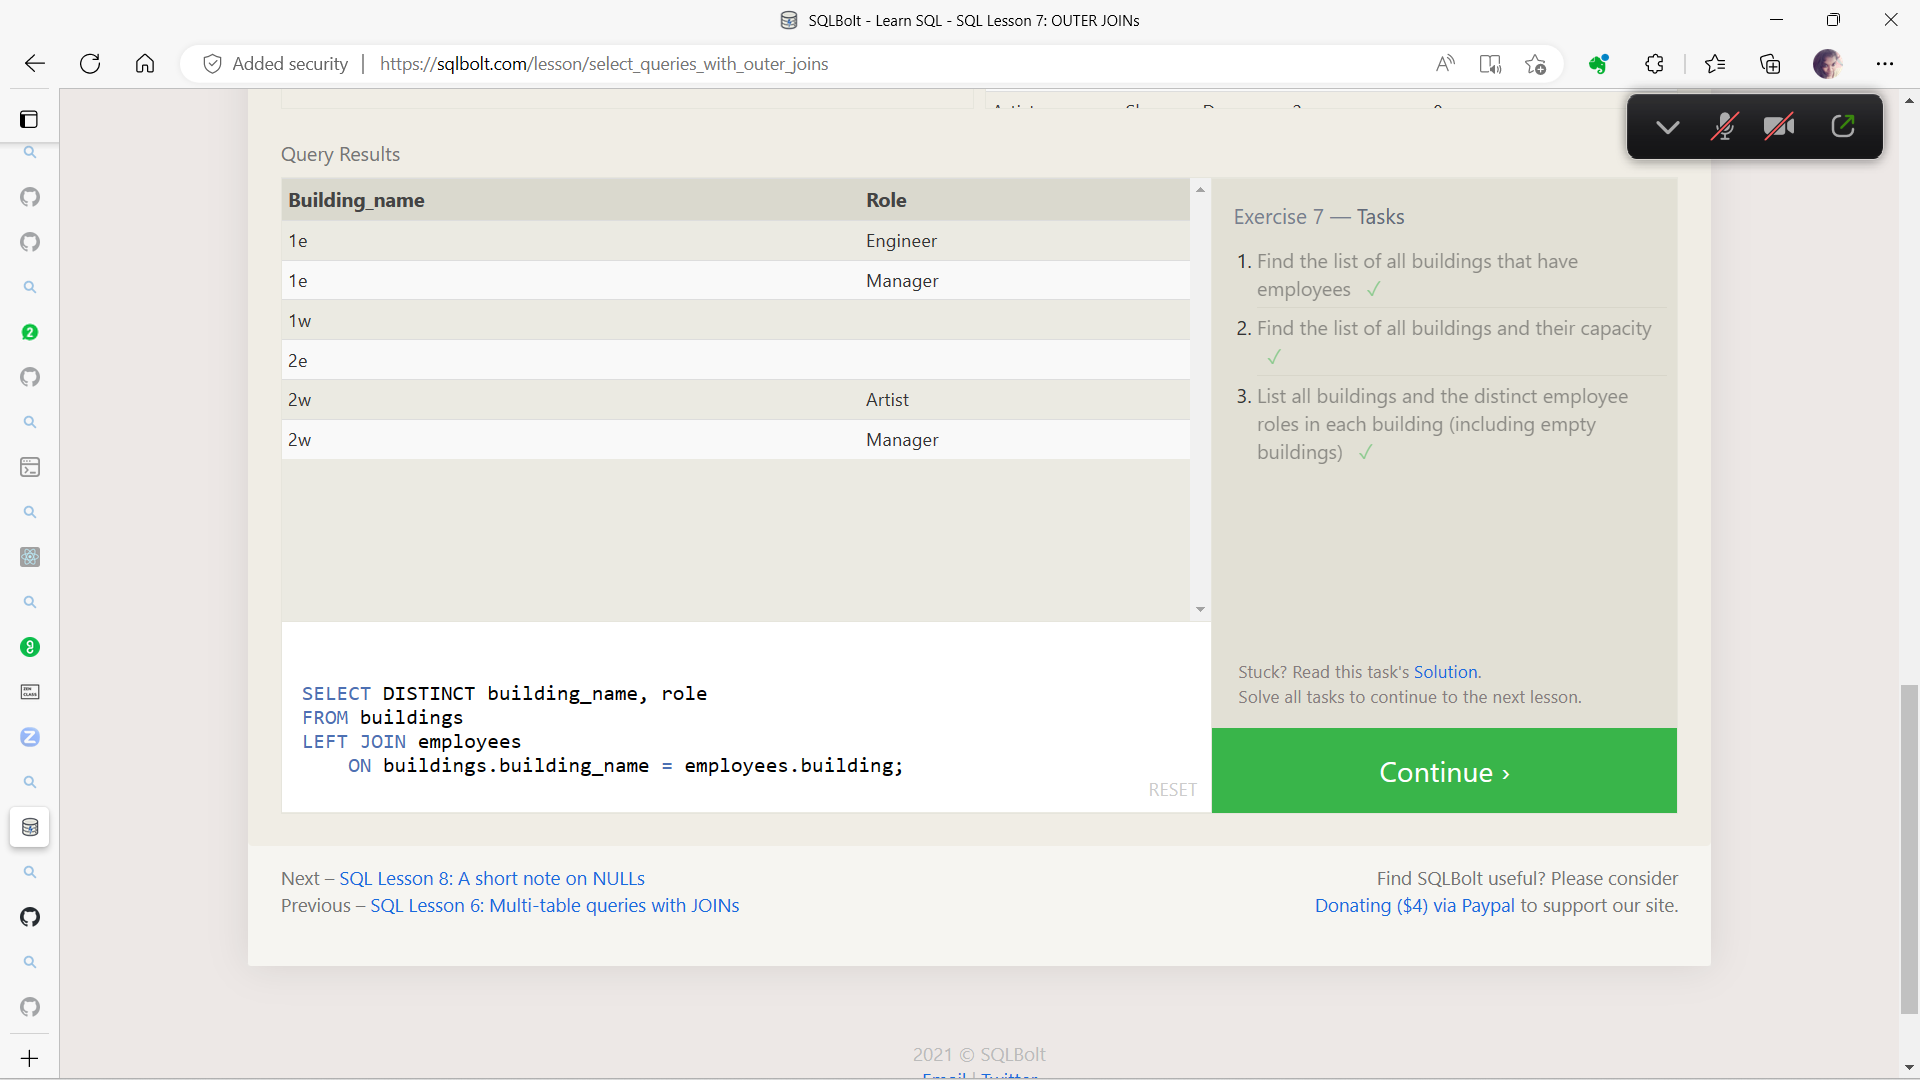 SQLBolt - Learn SQL - SQL Lesson 7: OUTER JOINs
Added security
https://sqlbolt.com/lesson/select_queries_with_outer_joins
Query Results
Building_name Role
1e Engineer
1e Manager
1w
2e
2w Artist
2w Manager
Exercise 7 — Tasks
1. Find the list of all buildings that have
employees ✓
2. Find the list of all buildings and their capacity
✓
3. List all buildings and the distinct employee
roles in each building (including empty
buildings) ✓
Stuck? Read this task's Solution.
Solve all tasks to continue to the next lesson.
Continue ›
SELECT DISTINCT building_name, role
FROM buildings
LEFT JOIN employees
ON buildings.building_name = employees.building;
RESET
Next – SQL Lesson 8: A short note on NULLs
Previous – SQL Lesson 6: Multi-table queries with JOINs
Find SQLBolt useful? Please consider
Donating ($4) via Paypal to support our site.
2021 © SQLBolt
Email | Twitter